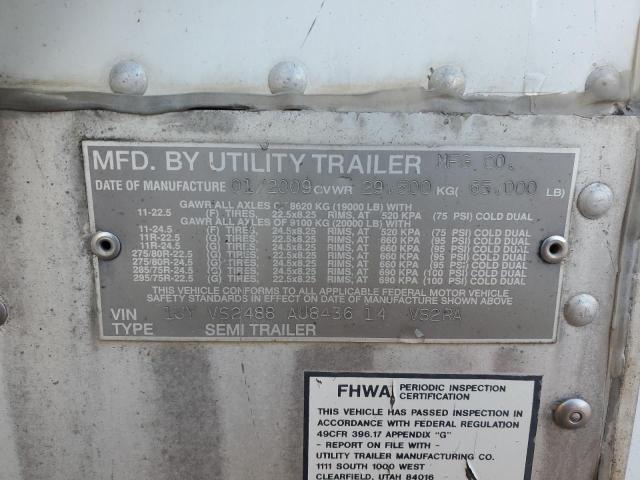 MFD. BY UTILITY TRAILER MFG. CO.
DATE OF MANUFACTURE 01/2009 GVWR 29,500 KG( 65,000 LB)
GAWR ALL AXLES OF 8620 KG (19000 LB)
11-22.5 (F) TIRES, 22.5x8.25 RIMS, AT 520 KPA (75 PSI) COLD DUAL
GAWR OF ALL AXLES OF 9100 KG (20000 LB)
11-24.5 (F) TIRES, 24.5x8.25 RIMS, AT 520 KPA (75 PSI) COLD DUAL
11R-22.5 (G) TIRES, 22.5x8.25 RIMS, AT 660 KPA (95 PSI) COLD DUAL
11R-24.5 (G) TIRES, 24.5x8.25 RIMS, AT 660 KPA (95 PSI) COLD DUAL
275/80R-22.5 (G) TIRES, 22.5x8.25 RIMS, AT 660 KPA (95 PSI) COLD DUAL
275/80R-24.5 (G) TIRES, 24.5x8.25 RIMS, AT 660 KPA (95 PSI) COLD DUAL
285/75R-24.5 (G) TIRES, 24.5x8.25 RIMS, AT 690 KPA (100 PSI) COLD DUAL
295/75R-22.5 (G) TIRES, 22.5x8.25 RIMS, AT 690 KPA (100 PSI) COLD DUAL
THIS VEHICLE CONFORMS TO ALL APPLICABLE FEDERAL MOTOR VEHICLE
SAFETY STANDARDS IN EFFECT ON DATE OF MANUFACTURE SHOWN ABOVE
VIN 1UY VS2488 AU8436 14 VS2RA
TYPE SEMI TRAILER
FHWA PERIODIC INSPECTION
CERTIFICATION
THIS VEHICLE HAS PASSED INSPECTION IN
ACCORDANCE WITH FEDERAL REGULATION
49CFR 396.17 APPENDIX "G"
- REPORT ON FILE WITH -
UTILITY TRAILER MANUFACTURING CO.
1111 SOUTH 1000 WEST
CLEARFIELD, UTAH 84016